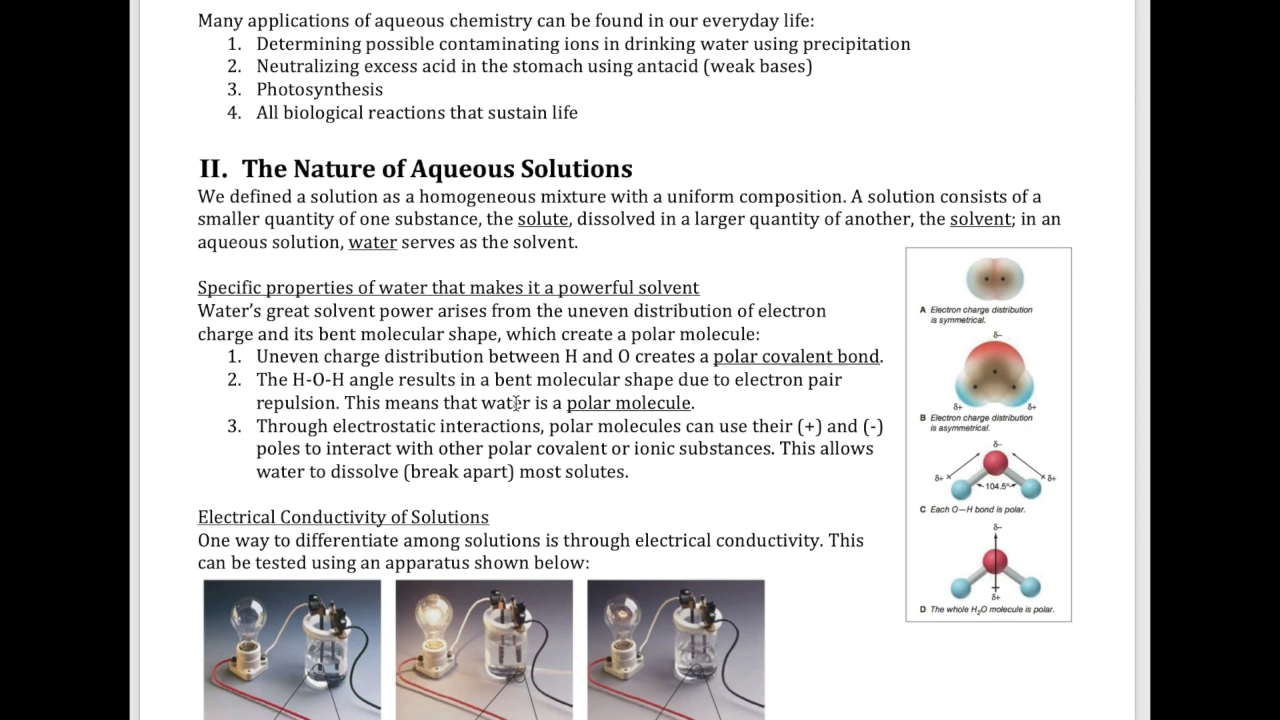 Many applications of aqueous chemistry can be found in our everyday life:
1. Determining possible contaminating ions in drinking water using precipitation
2. Neutralizing excess acid in the stomach using antacid (weak bases)
3. Photosynthesis
4. All biological reactions that sustain life
II. The Nature of Aqueous Solutions
We defined a solution as a homogeneous mixture with a uniform composition. A solution consists of a
smaller quantity of one substance, the solute, dissolved in a larger quantity of another, the solvent; in an
aqueous solution, water serves as the solvent.
Specific properties of water that makes it a powerful solvent
Water’s great solvent power arises from the uneven distribution of electron
charge and its bent molecular shape, which create a polar molecule:
1. Uneven charge distribution between H and O creates a polar covalent bond.
2. The H-O-H angle results in a bent molecular shape due to electron pair
repulsion. This means that water is a polar molecule.
3. Through electrostatic interactions, polar molecules can use their (+) and (-)
poles to interact with other polar covalent or ionic substances. This allows
water to dissolve (break apart) most solutes.
Electrical Conductivity of Solutions
One way to differentiate among solutions is through electrical conductivity. This
can be tested using an apparatus shown below:
A Electron charge distribution
is symmetrical.
δ-
δ+ δ+
B Electron charge distribution
is asymmetrical.
δ-
δ+ δ+
104.5°
C Each O—H bond is polar.
δ-
δ+
D The whole H₂O molecule is polar.